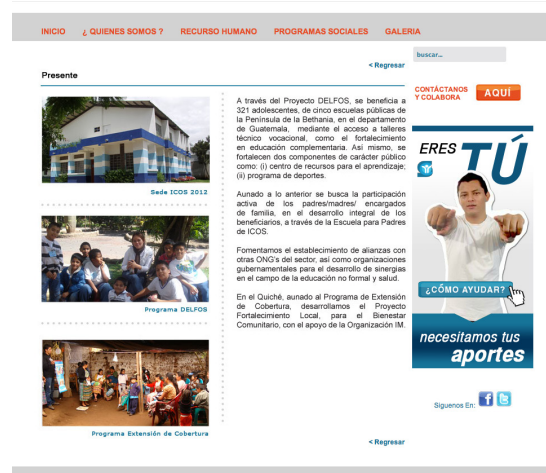 INICIO ¿ QUIENES SOMOS ? RECURSO HUMANO PROGRAMAS SOCIALES GALERIA
buscar...
< Regresar
Presente
CONTÁCTANOS
Y COLABORA
AQUÍ
A través del Proyecto DELFOS, se beneficia a
321 adolescentes, de cinco escuelas públicas de
la Península de la Bethania, en el departamento
de Guatemala, mediante el acceso a talleres
técnico vocacional, como el fortalecimiento
en educación complementaria. Así mismo, se
fortalecen dos componentes de carácter público
como: (i) centro de recursos para el aprendizaje;
(ii) programa de deportes.
Sede ICOS 2012
Aunado a lo anterior se busca la participación
activa de los padres/madres/ encargados
de familia, en el desarrollo integral de los
beneficiarios, a través de la Escuela para Padres
de ICOS.
Fomentamos el establecimiento de alianzas con
otras ONG's del sector, así como organizaciones
gubernamentales para el desarrollo de sinergias
en el campo de la educación no formal y salud.
Programa DELFOS
En el Quiché, aunado al Programa de Extensión
de Cobertura, desarrollamos el Proyecto
Fortalecimiento Local, para el Bienestar
Comunitario, con el apoyo de la Organización IM.
Programa Extensión de Cobertura
< Regresar
ERES TÚ
¿CÓMO AYUDAR?
necesitamos tus
aportes
Siguenos En: